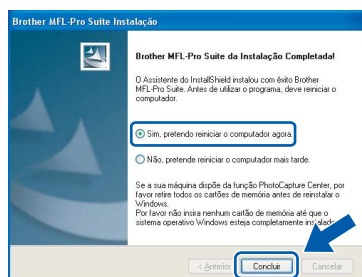 Brother MFL-Pro Suite Instalação
Brother MFL-Pro Suite da Instalação Completada!
O Assistente do InstallShield instalou com êxito Brother
MFL-Pro Suite. Antes de utilizar o programa, deve reiniciar o
computador.
Sim, pretendo reiniciar o computador agora.
Não, pretende reiniciar o computador mais tarde.
Se a sua máquina dispõe da função PhotoCapture Center, por
favor retire todos os cartões de memória antes de reinstalar o
Windows.
Por favor não insira nenhum cartão de memória até que o
sistema operativo Windows esteja completamente instalado.
< Anterior
Concluir
Cancelar